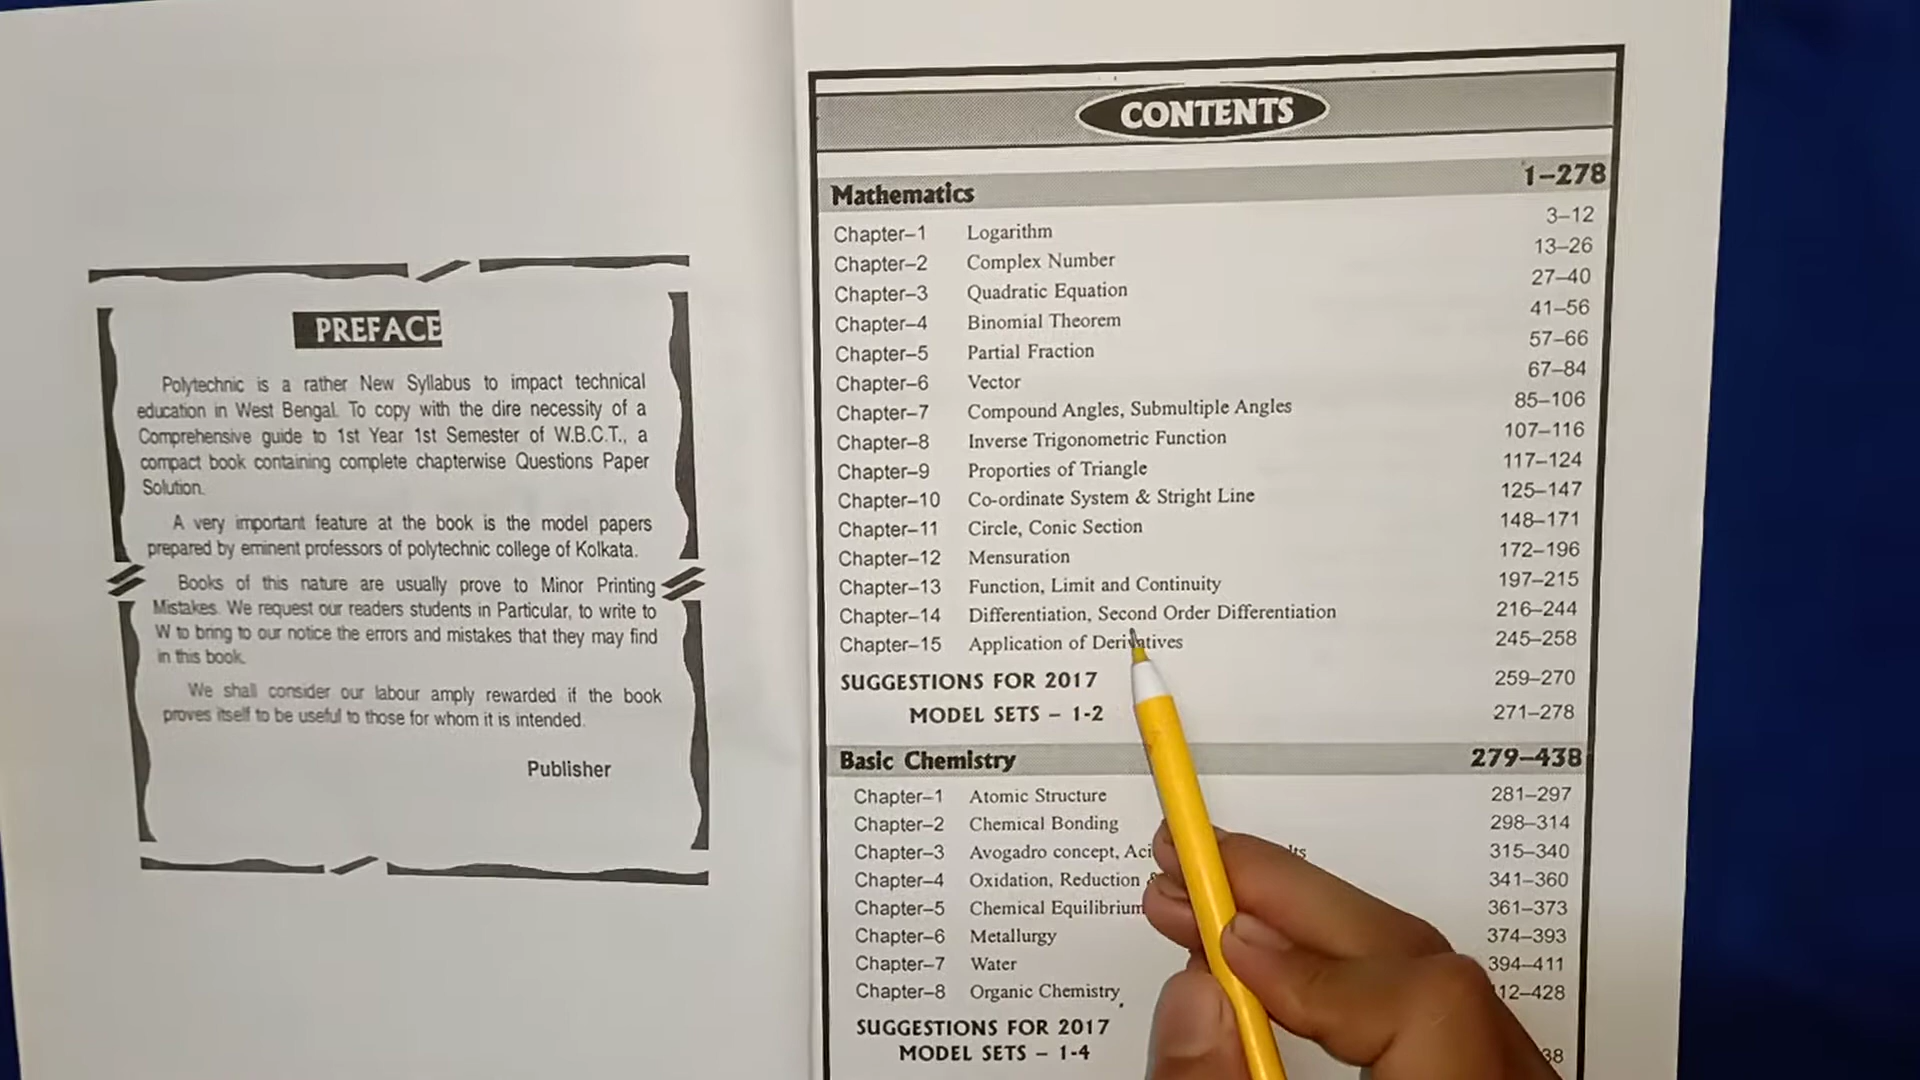 PREFACE
Polytechnic is a rather New Syllabus to impact technical
education in West Bengal. To copy with the dire necessity of a
Comprehensive guide to 1st Year 1st Semester of W.B.C.T., a
compact book containing complete chapterwise Questions Paper
Solution.
A very important feature at the book is the model papers
prepared by eminent professors of polytechnic college of Kolkata.
Books of this nature are usually prove to Minor Printing
Mistakes. We request our readers students in Particular, to write to
W to bring to our notice the errors and mistakes that they may find
in this book.
We shall consider our labour amply rewarded if the book
proves itself to be useful to those for whom it is intended.
Publisher
CONTENTS
Mathematics 1–278
Chapter–1 Logarithm 3–12
Chapter–2 Complex Number 13–26
Chapter–3 Quadratic Equation 27–40
Chapter–4 Binomial Theorem 41–56
Chapter–5 Partial Fraction 57–66
Chapter–6 Vector 67–84
Chapter–7 Compound Angles, Submultiple Angles 85–106
Chapter–8 Inverse Trigonometric Function 107–116
Chapter–9 Proporties of Triangle 117–124
Chapter–10 Co-ordinate System & Stright Line 125–147
Chapter–11 Circle, Conic Section 148–171
Chapter–12 Mensuration 172–196
Chapter–13 Function, Limit and Continuity 197–215
Chapter–14 Differentiation, Second Order Differentiation 216–244
Chapter–15 Application of Derivatives 245–258
SUGGESTIONS FOR 2017 259–270
MODEL SETS – 1-2 271–278
Basic Chemistry 279–438
Chapter–1 Atomic Structure 281–297
Chapter–2 Chemical Bonding 298–314
Chapter–3 Avogadro concept, 315–340
Chapter–4 Oxidation, Reduction 341–360
Chapter–5 Chemical Equilibrium 361–373
Chapter–6 Metallurgy 374–393
Chapter–7 Water 394–411
Chapter–8 Organic Chemistry 12–428
SUGGESTIONS FOR 2017
MODEL SETS – 1-4 38